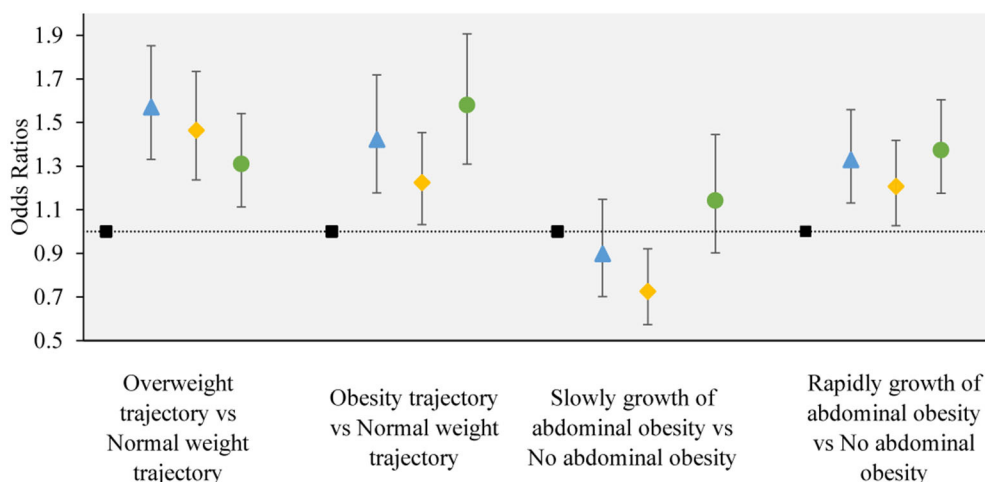 Odds Ratios
1.9
1.7
1.5
1.3
1.1
0.9
0.7
0.5
Overweight
trajectory vs
Normal weight
trajectory
Obesity trajectory
vs Normal weight
trajectory
Slowly growth of
abdominal obesity vs
No abdominal obesity
Rapidly growth of
abdominal obesity
vs No abdominal
obesity